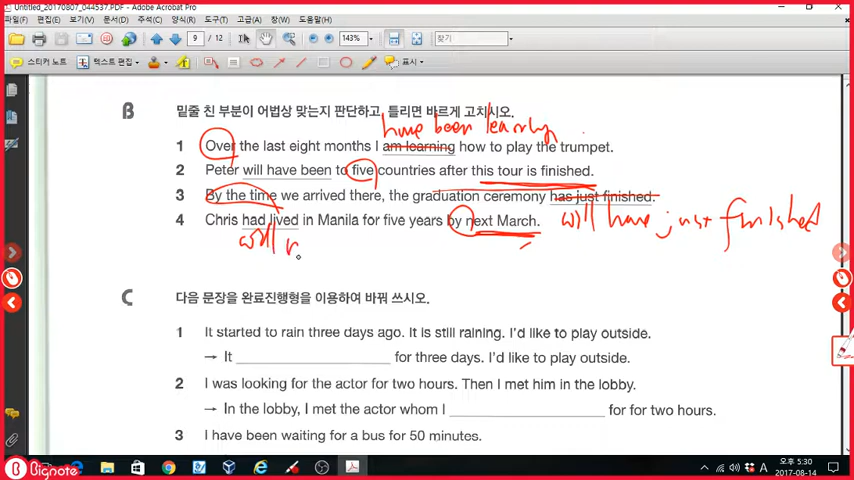 Untitled_20170807_044537.PDF - Adobe Acrobat Pro
파일(F) 편집(E) 보기(V) 문서(D) 주석(C) 양식(R) 도구(T) 고급(A) 창(W) 도움말(H)
9 / 12 143% 찾기
스티커 노트 텍스트 편집 표시
B 밑줄 친 부분이 어법상 맞는지 판단하고, 틀리면 바르게 고치시오.
have been learning
1 Over the last eight months I am learning how to play the trumpet.
2 Peter will have been to five countries after this tour is finished.
3 By the time we arrived there, the graduation ceremony has just finished.
4 Chris had lived in Manila for five years by next March.
will have just finished
will
C 다음 문장을 완료진행형을 이용하여 바꿔 쓰시오.
1 It started to rain three days ago. It is still raining. I'd like to play outside.
→ It ______ for three days. I'd like to play outside.
2 I was looking for the actor for two hours. Then I met him in the lobby.
→ In the lobby, I met the actor whom I ______ for for two hours.
3 I have been waiting for a bus for 50 minutes.
Bignote
A 오후 5:30
2017-08-14